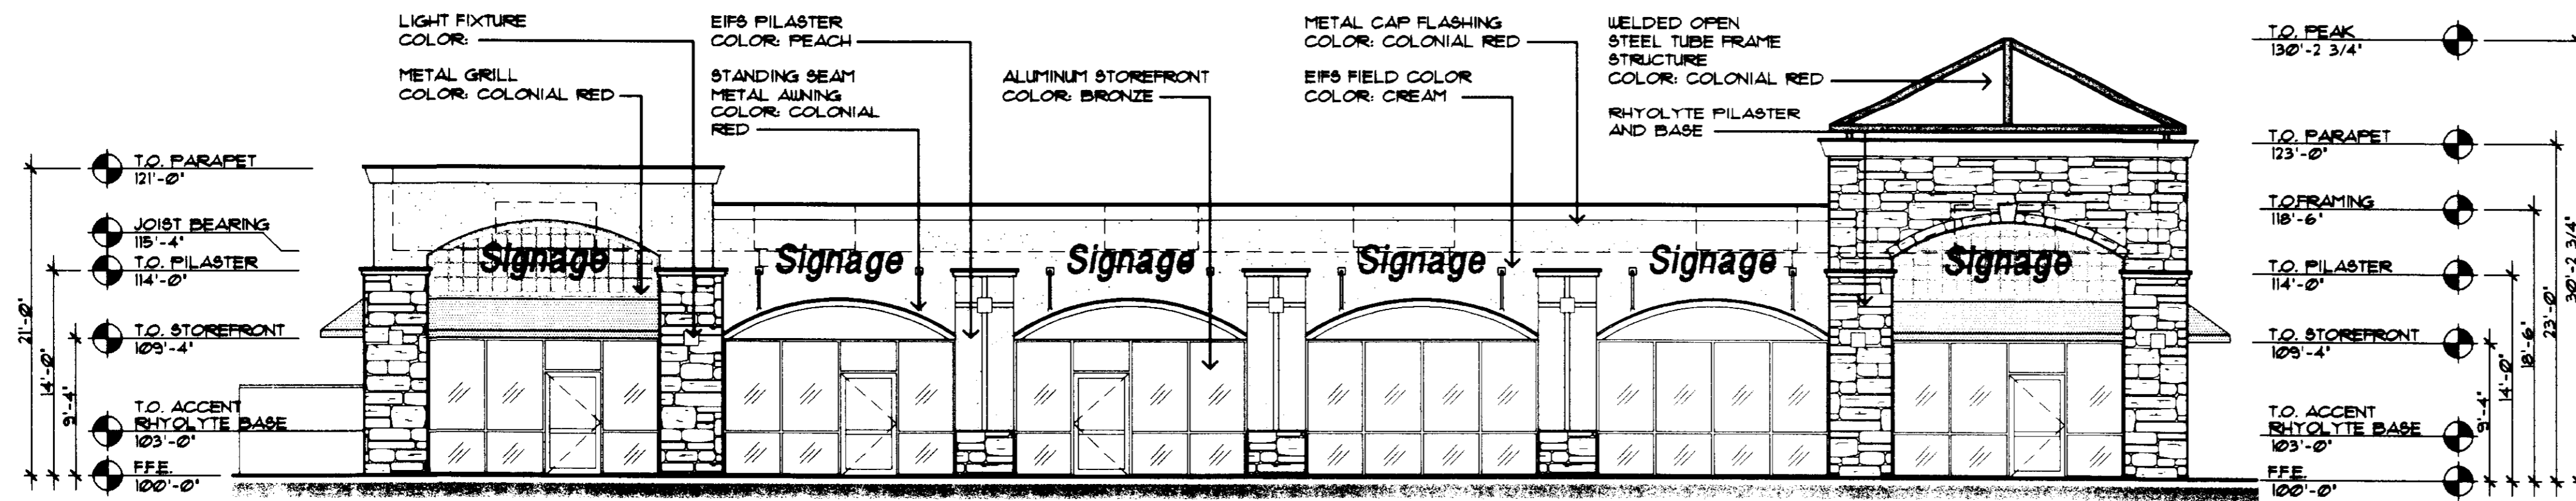 LIGHT FIXTURE
COLOR:
METAL GRILL
COLOR: COLONIAL RED
EIFS PILASTER
COLOR: PEACH
STANDING SEAM
METAL AWNING
COLOR: COLONIAL
RED
ALUMINUM STOREFRONT
COLOR: BRONZE
METAL CAP FLASHING
COLOR: COLONIAL RED
EIFS FIELD COLOR
COLOR: CREAM
WELDED OPEN
STEEL TUBE FRAME
STRUCTURE
COLOR: COLONIAL RED
RHYOLYTE PILASTER
AND BASE
T.O. PARAPET
121'-0"
JOIST BEARING
115'-4"
T.O. PILASTER
114'-0"
T.O. STOREFRONT
109'-4"
T.O. ACCENT
RHYOLYTE BASE
103'-0"
F.F.E.
100'-0"
21'-0"
14'-0"
9'-4"
Signage
Signage
Signage
Signage
Signage
Signage
T.O. PEAK
130'-2 3/4"
T.O. PARAPET
123'-0"
T.O.FRAMING
118'-6"
T.O. PILASTER
114'-0"
T.O. STOREFRONT
109'-4"
T.O. ACCENT
RHYOLYTE BASE
103'-0"
F.F.E.
100'-0"
9'-4"
14'-0"
18'-6"
23'-0"
30'-2 3/4"